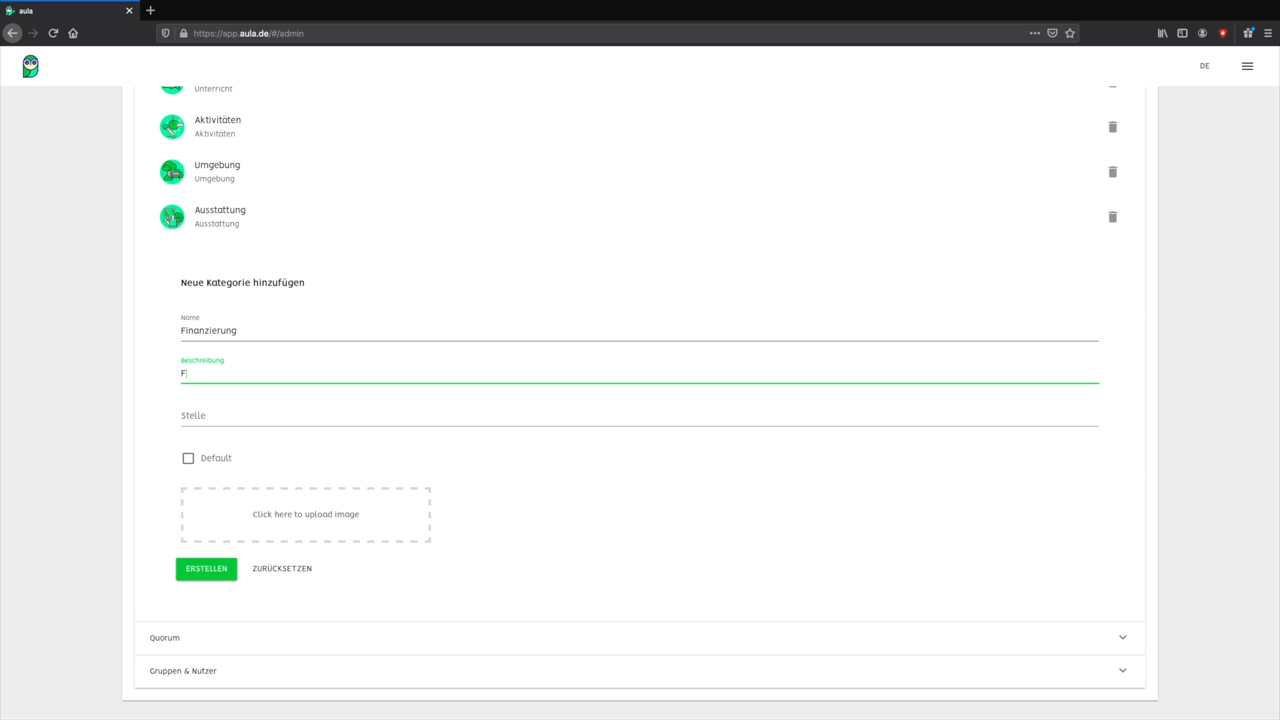 aula
https://app.aula.de/#/admin
DE
Unterricht
Aktivitäten
Aktivitäten
Umgebung
Umgebung
Ausstattung
Ausstattung
Neue Kategorie hinzufügen
Name
Finanzierung
Beschreibung
F
Stelle
Default
Click here to upload image
ERSTELLEN
ZURÜCKSETZEN
Quorum
Gruppen & Nutzer